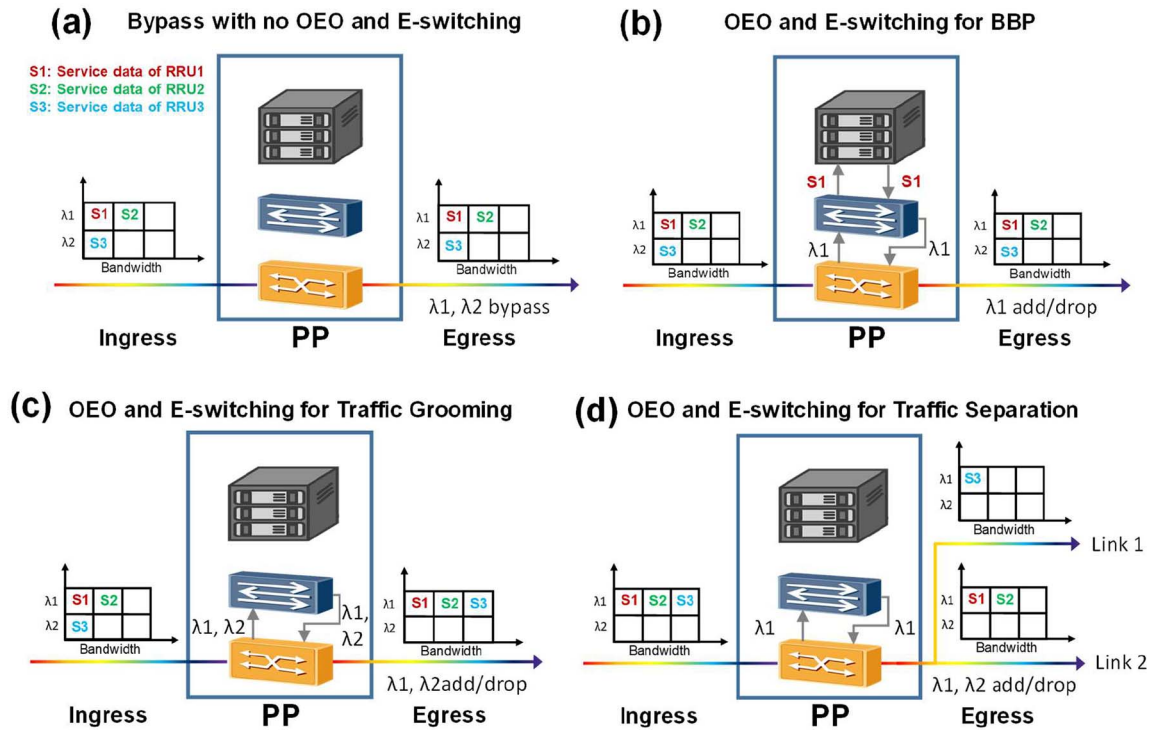 (a) Bypass with no OEO and E-switching
S1: Service data of RRU1
S2: Service data of RRU2
S3: Service data of RRU3
λ1 S1 S2
λ2 S3
Bandwidth
λ1 S1 S2
λ2 S3
Bandwidth
λ1, λ2 bypass
Ingress PP Egress
(b) OEO and E-switching for BBP
S1 S1
λ1 S1 S2
λ2 S3
Bandwidth
λ1 λ1
λ1 S1 S2
λ2 S3
Bandwidth
λ1 add/drop
Ingress PP Egress
(c) OEO and E-switching for Traffic Grooming
λ1 S1 S2
λ2 S3
Bandwidth
λ1, λ2
λ1,
λ2
λ1 S1 S2 S3
λ2
Bandwidth
λ1, λ2add/drop
Ingress PP Egress
(d) OEO and E-switching for Traffic Separation
λ1 S3
λ2
Bandwidth
Link 1
λ1 S1 S2 S3
λ2
Bandwidth
λ1 λ1
λ1 S1 S2
λ2
Bandwidth
Link 2
λ1, λ2 add/drop
Ingress PP Egress